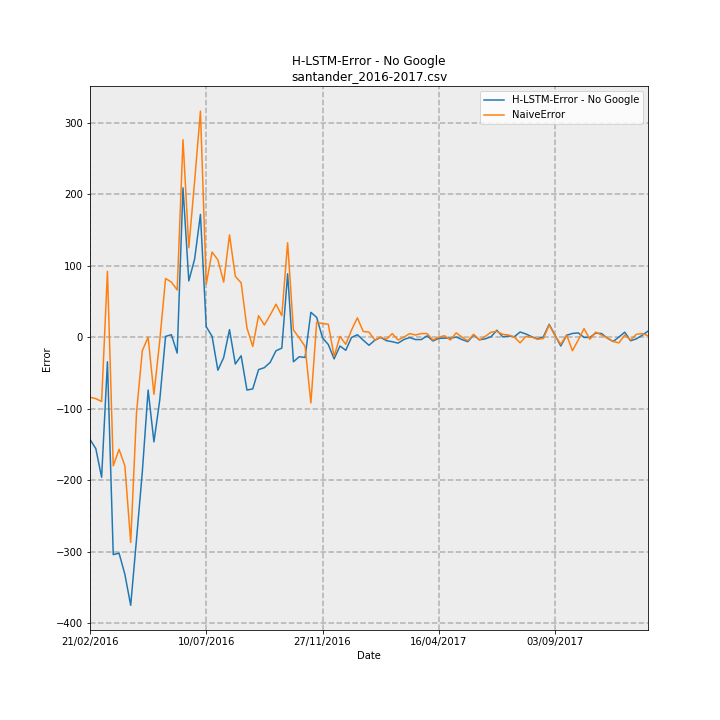 H-LSTM-Error - No Google
santander_2016-2017.csv
H-LSTM-Error - No Google
NaiveError
300
200
100
0
−100
−200
−300
−400
Error
21/02/2016 10/07/2016 27/11/2016 16/04/2017 03/09/2017
Date